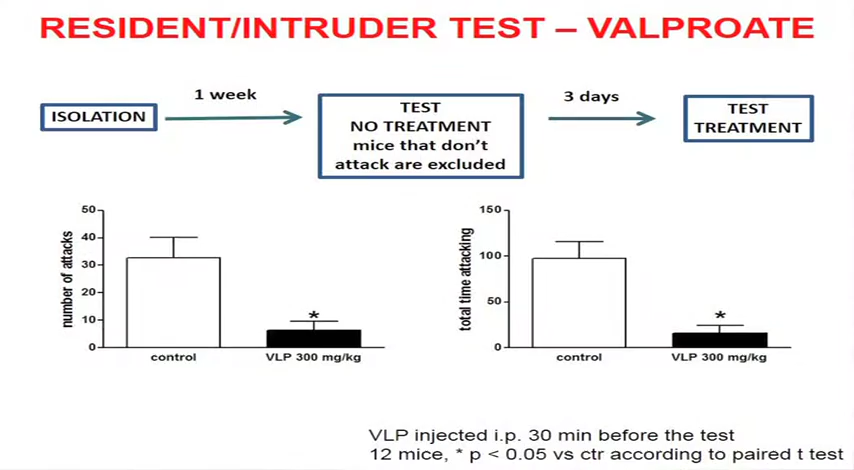 RESIDENT/INTRUDER TEST – VALPROATE
ISOLATION
1 week
TEST
NO TREATMENT
mice that don't
attack are excluded
3 days
TEST
TREATMENT
number of attacks
50
40
30
20
10
0
control
*
VLP 300 mg/kg
total time attacking
150
100
50
0
control
*
VLP 300 mg/kg
VLP injected i.p. 30 min before the test
12 mice, * p < 0.05 vs ctr according to paired t test